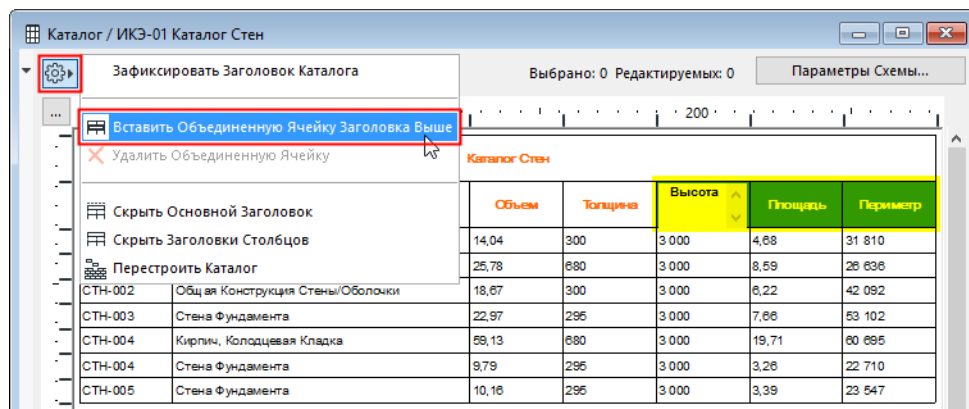 Каталог / ИКЭ-01 Каталог Стен
Зафиксировать Заголовок Каталога
Выбрано: 0 Редактируемых: 0
Параметры Схемы...
...
200
Вставить Объединенную Ячейку Заголовка Выше
Удалить Объединенную Ячейку
Каталог Стен
Скрыть Основной Заголовок
Скрыть Заголовки Столбцов
Перестроить Каталог
Объем Толщина Высота Площадь Периметр
14,04 300 3 000 4,68 31 810
25,78 680 3 000 8,59 26 636
СТН-002 Общая Конструкция Стены/Оболочки 18,67 300 3 000 6,22 42 092
СТН-003 Стена Фундамента 22,97 295 3 000 7,66 53 102
СТН-004 Кирпич, Колодцевая Кладка 59,13 680 3 000 19,71 60 695
СТН-004 Стена Фундамента 9,79 295 3 000 3,26 22 710
СТН-005 Стена Фундамента 10,16 295 3 000 3,39 23 547